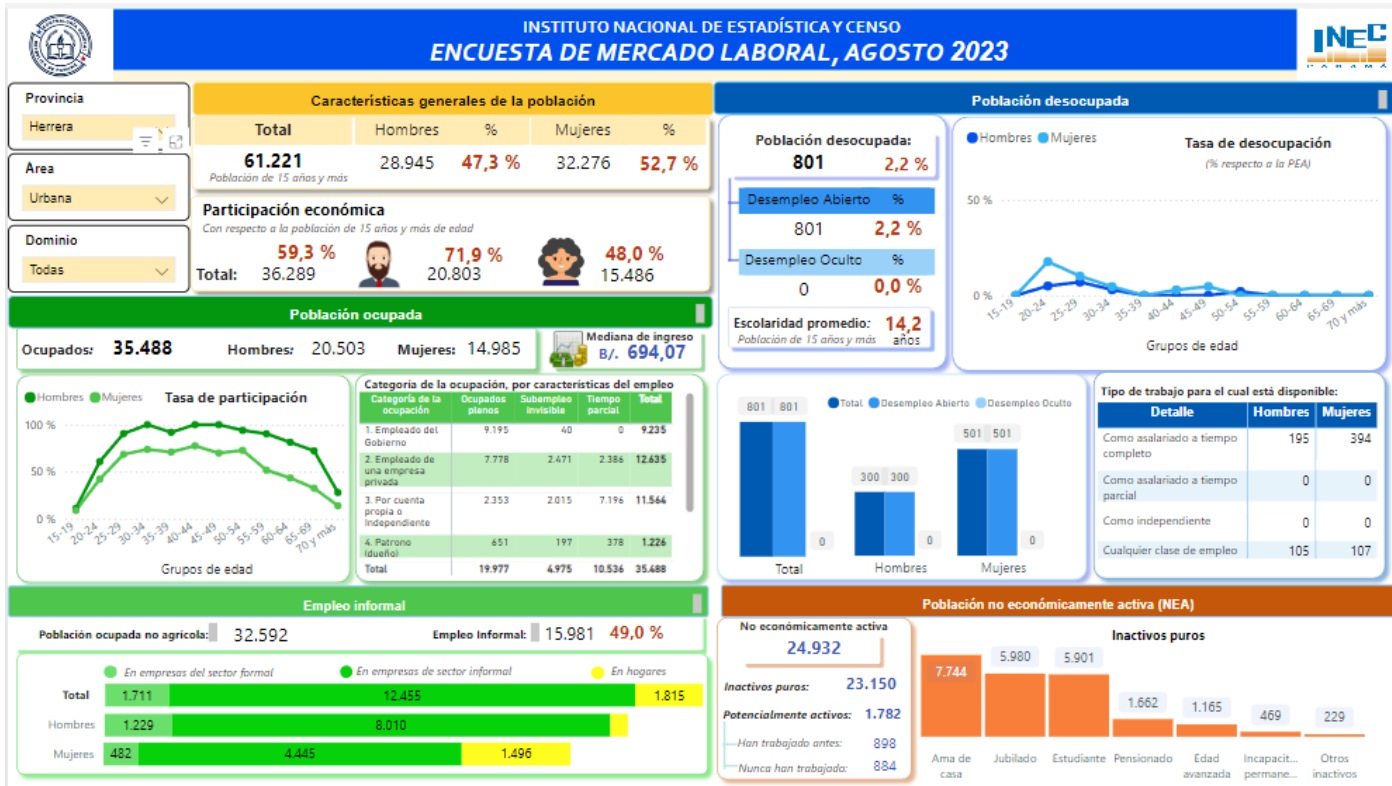 INSTITUTO NACIONAL DE ESTADÍSTICA Y CENSO
ENCUESTA DE MERCADO LABORAL, AGOSTO 2023
INEC
PANAMÁ
Provincia
Herrera
Area
Urbana
Dominio
Todas
Características generales de la población
Total Hombres % Mujeres %
61.221 28.945 47,3 % 32.276 52,7 %
Población de 15 años y más
Participación económica
Con respecto a la población de 15 años y más de edad
59,3 % 71,9 % 48,0 %
Total: 36.289 20.803 15.486
Población ocupada
Ocupados: 35.488 Hombres: 20.503 Mujeres: 14.985
Mediana de ingreso
B/. 694,07
Hombres Mujeres Tasa de participación
100 %
50 %
0 %
15-19 20-24 25-29 30-34 35-39 40-44 45-49 50-54 55-59 60-64 65-69 70 y más
Grupos de edad
Categoría de la ocupación, por características del empleo
Categoría de la ocupación Ocupados plenos Subempleo invisible Tiempo parcial Total
1. Empleado del Gobierno 9.195 40 0 9.235
2. Empleado de una empresa privada 7.778 2.471 2.386 12.635
3. Por cuenta propia o Independiente 2.353 2.015 7.196 11.564
4. Patrono (dueño) 651 197 378 1.226
Total 19.977 4.975 10.536 35.488
Empleo informal
Población ocupada no agrícola: 32.592 Empleo Informal: 15.981 49,0 %
En empresas del sector formal En empresas de sector informal En hogares
Total 1.711 12.455 1.815
Hombres 1.229 8.010
Mujeres 482 4.445 1.496
Población desocupada
Población desocupada:
801 2,2 %
Desempleo Abierto %
801 2,2 %
Desempleo Oculto %
0 0,0 %
Escolaridad promedio: 14,2
Población de 15 años y más años
Hombres Mujeres Tasa de desocupación
(% respecto a la PEA)
50 %
0 %
15-19 20-24 25-29 30-34 35-39 40-44 45-49 50-54 55-59 60-64 65-69 70 y más
Grupos de edad
Total Desempleo Abierto Desempleo Oculto
801 801 0
300 300 0
501 501 0
Total Hombres Mujeres
Tipo de trabajo para el cual está disponible:
Detalle Hombres Mujeres
Como asalariado a tiempo completo 195 394
Como asalariado a tiempo parcial 0 0
Como independiente 0 0
Cualquier clase de empleo 105 107
Población no económicamente activa (NEA)
No económicamente activa
24.932
Inactivos puros: 23.150
Potencialmente activos: 1.782
Han trabajado antes: 898
Nunca han trabajado: 884
Inactivos puros
7.744 5.980 5.901 1.662 1.165 469 229
Ama de casa Jubilado Estudiante Pensionado Edad avanzada Incapacit... permane... Otros inactivos